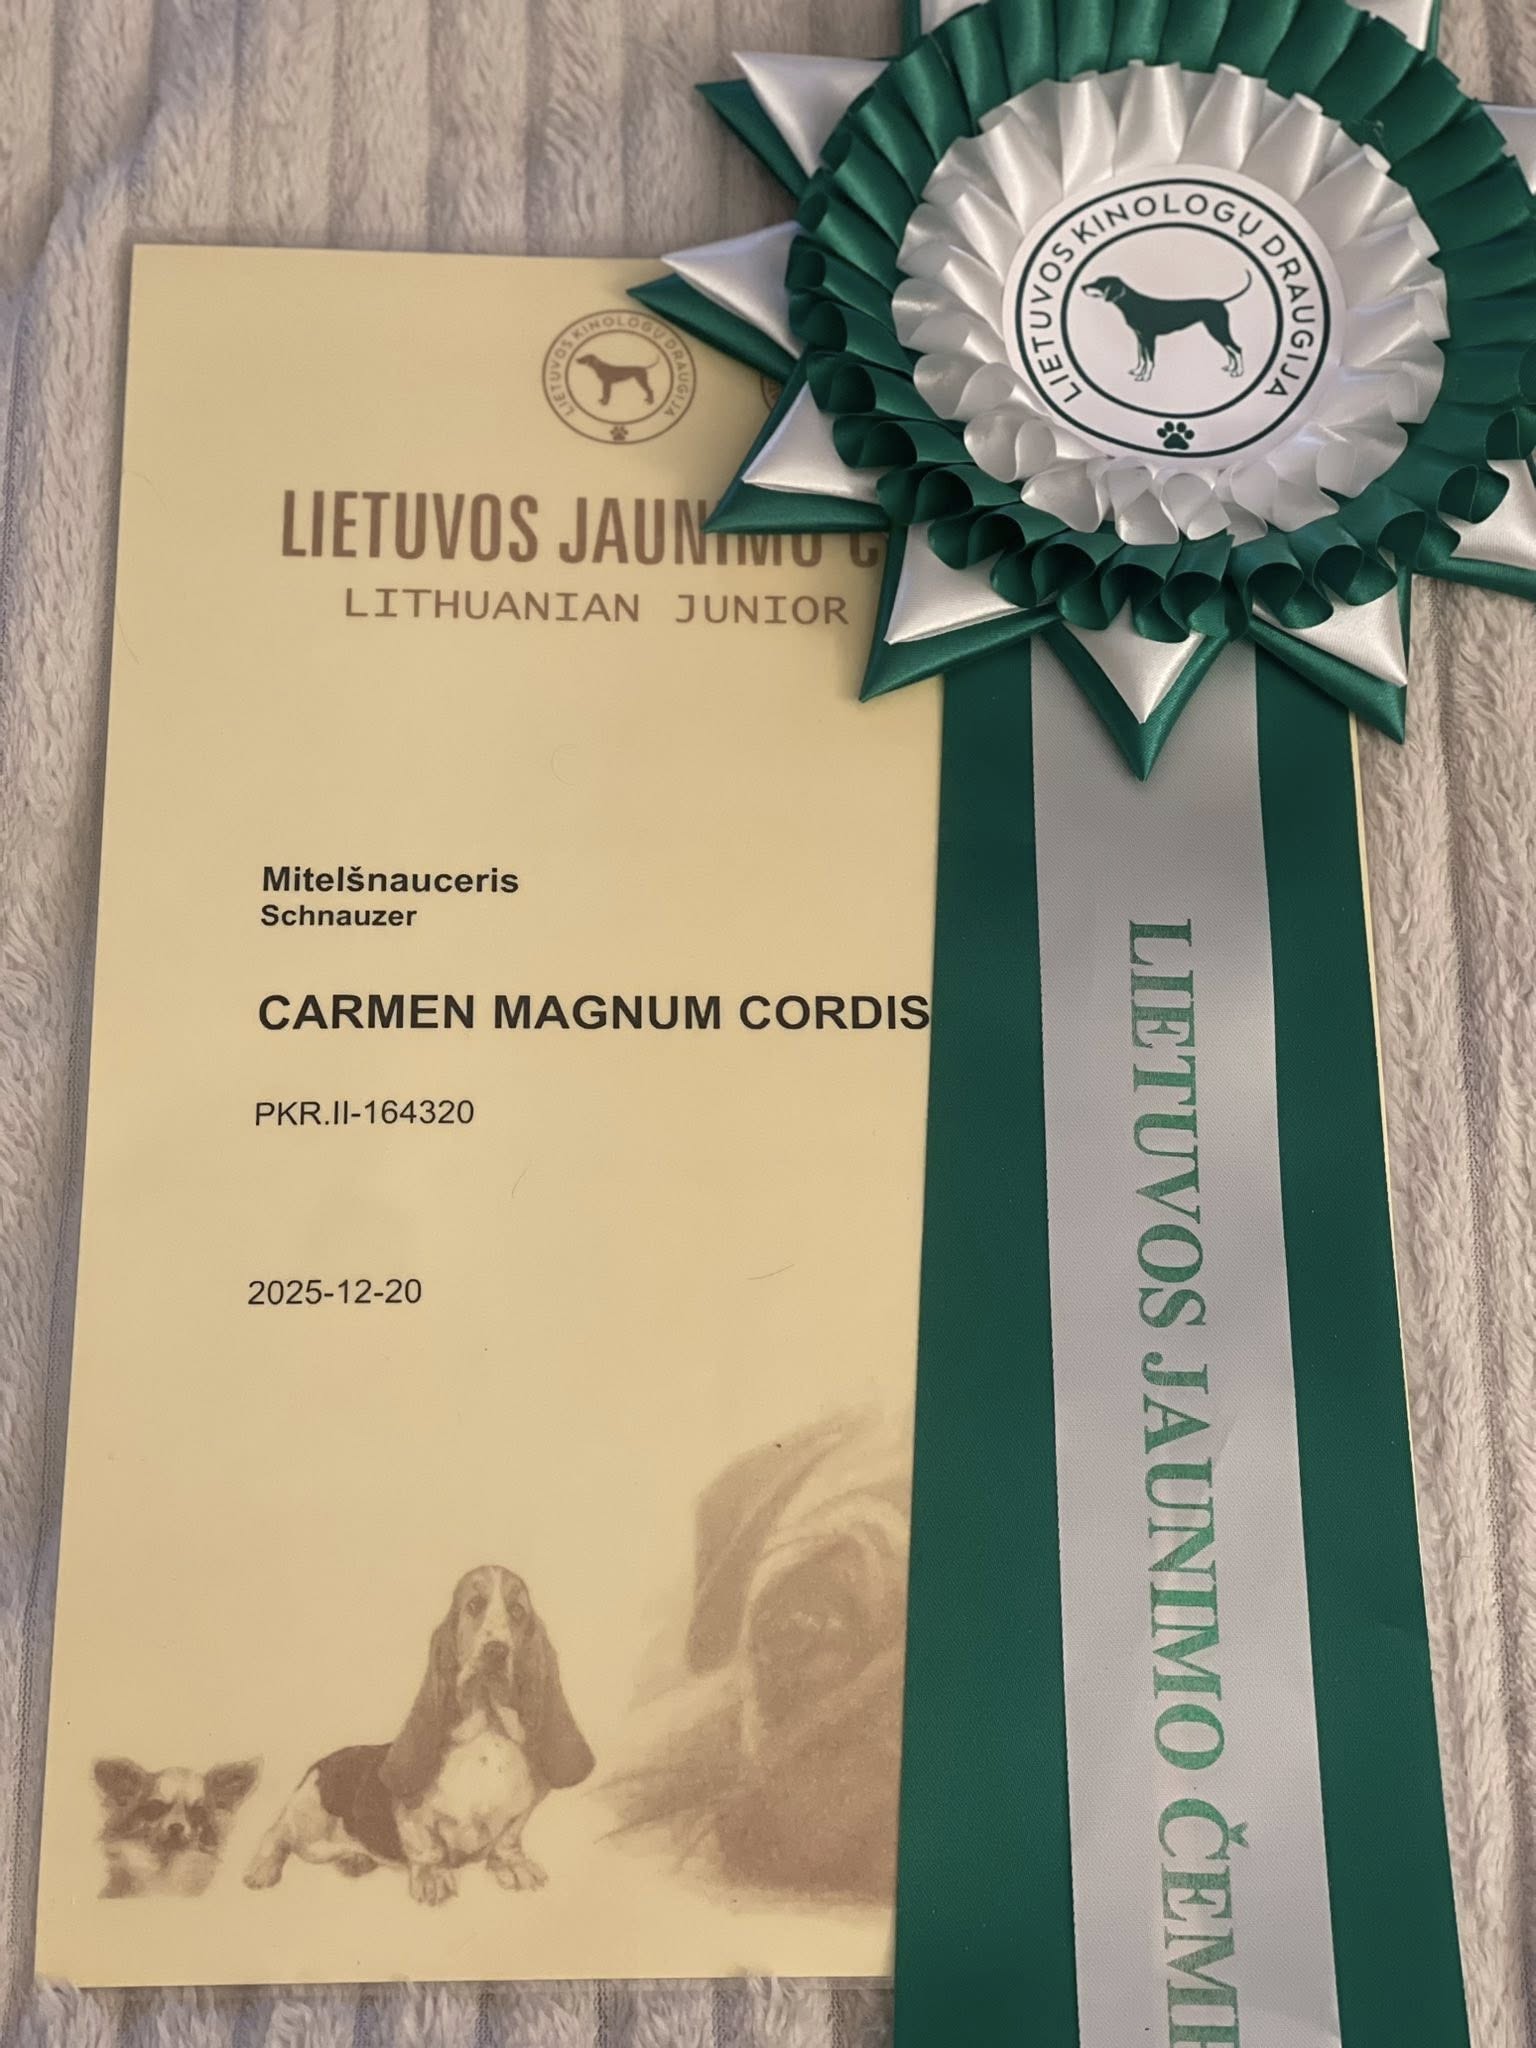 LIETUVOS KINOLOGŲ DRAUGIJA
LIETUVOS KINOLOGŲ DRAUGIJA
LIETUVOS JAUNIMO Č
LITHUANIAN JUNIOR
Mitelšnauceris
Schnauzer
CARMEN MAGNUM CORDIS
PKR.II-164320
2025-12-20
LIETUVOS JAUNIMO ČEMP